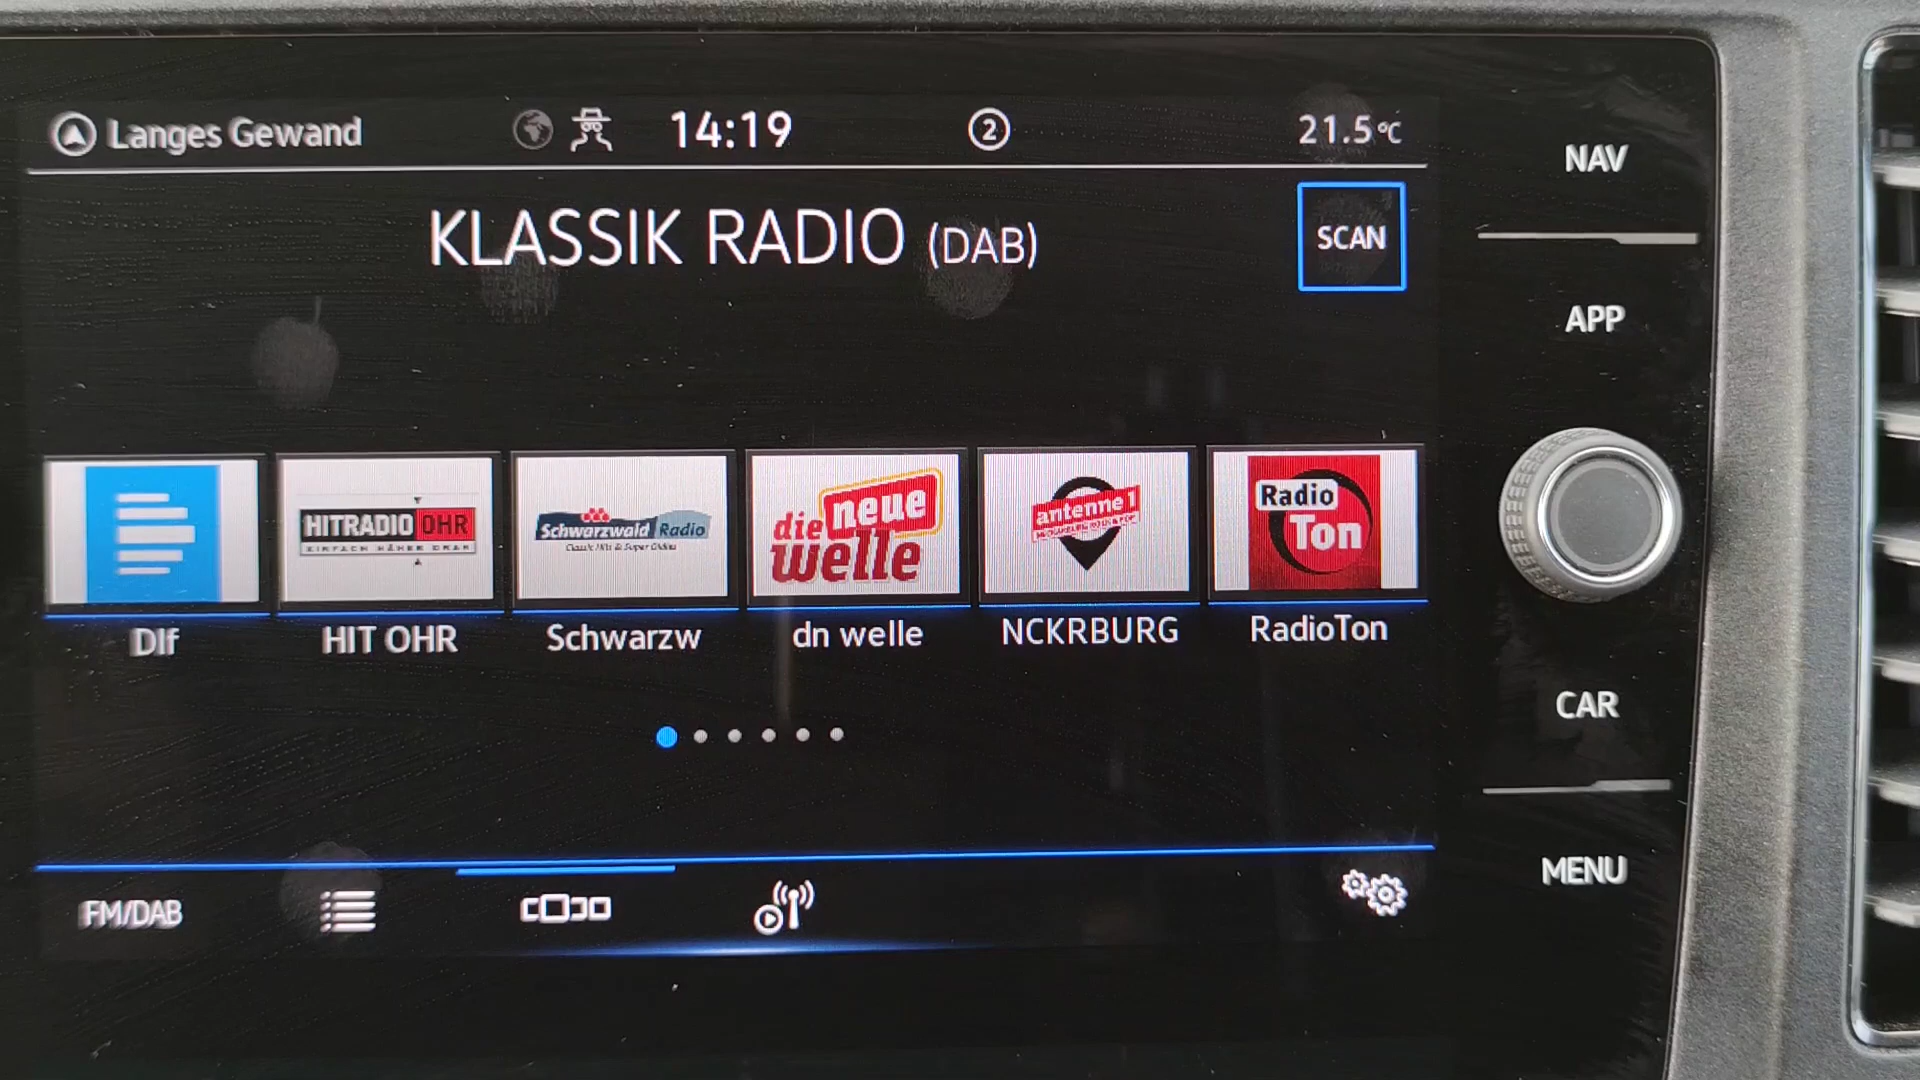 Langes Gewand 14:19 2 21.5°C
NAV
KLASSIK RADIO (DAB)
SCAN
APP
HITRADIO OHR
EINFACH NÄHER DRAN
Schwarzwald Radio
Classic Hits & Super Oldies
die neue
welle
antenne 1
Radio
Ton
Dlf HIT OHR Schwarzw dn welle NCKRBURG RadioTon
CAR
MENU
FM/DAB